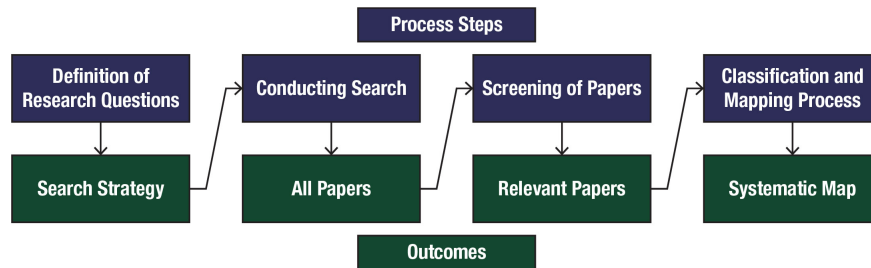 Process Steps
Definition of
Research Questions
Conducting Search
Screening of Papers
Classification and
Mapping Process
Search Strategy
All Papers
Relevant Papers
Systematic Map
Outcomes